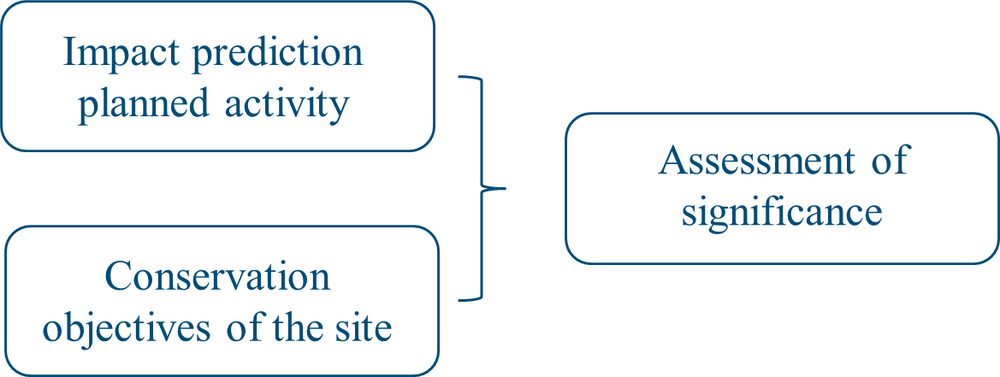 Impact prediction
planned activity
Conservation
objectives of the site
Assessment of
significance